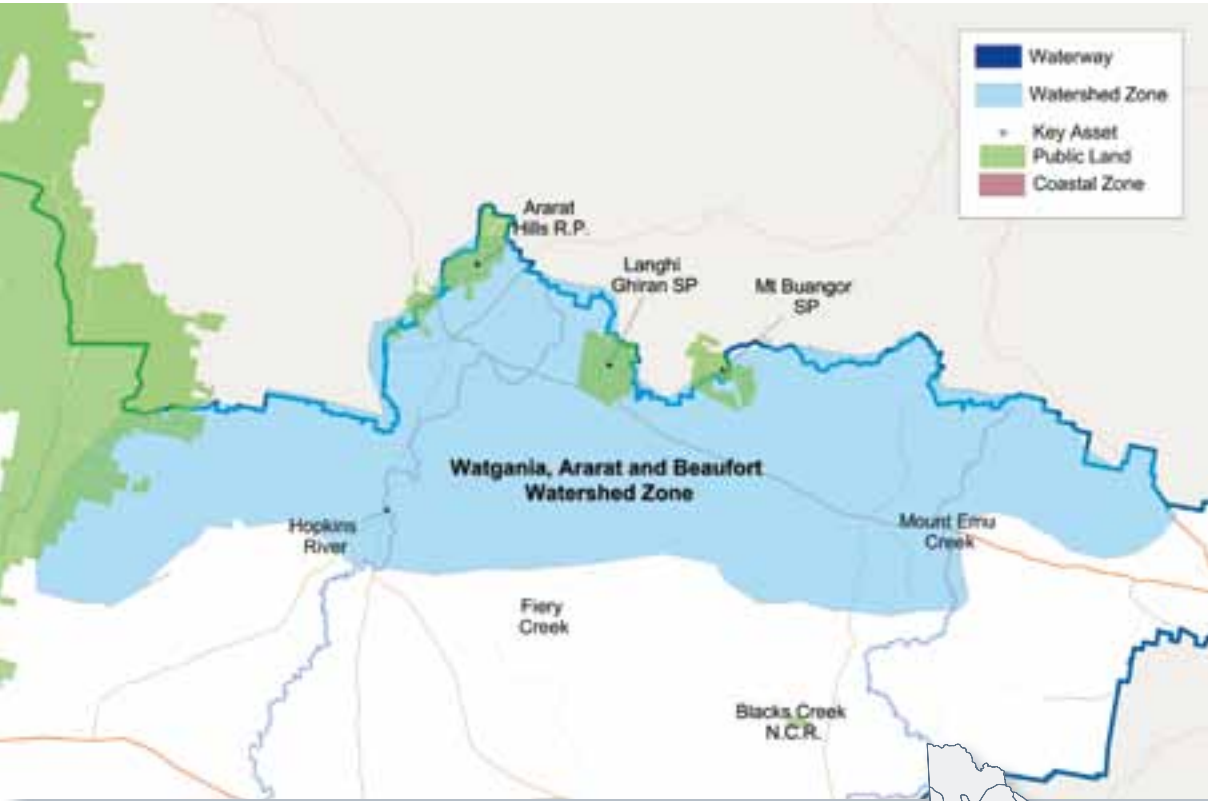 Waterway
Watershed Zone
Key Asset
Public Land
Coastal Zone
Ararat
Hills R.P.
Langhi
Ghiran SP
Mt Buangor
SP
Watgania, Ararat and Beaufort
Watershed Zone
Hopkins
River
Mount Emu
Creek
Fiery
Creek
Blacks Creek
N.C.R.